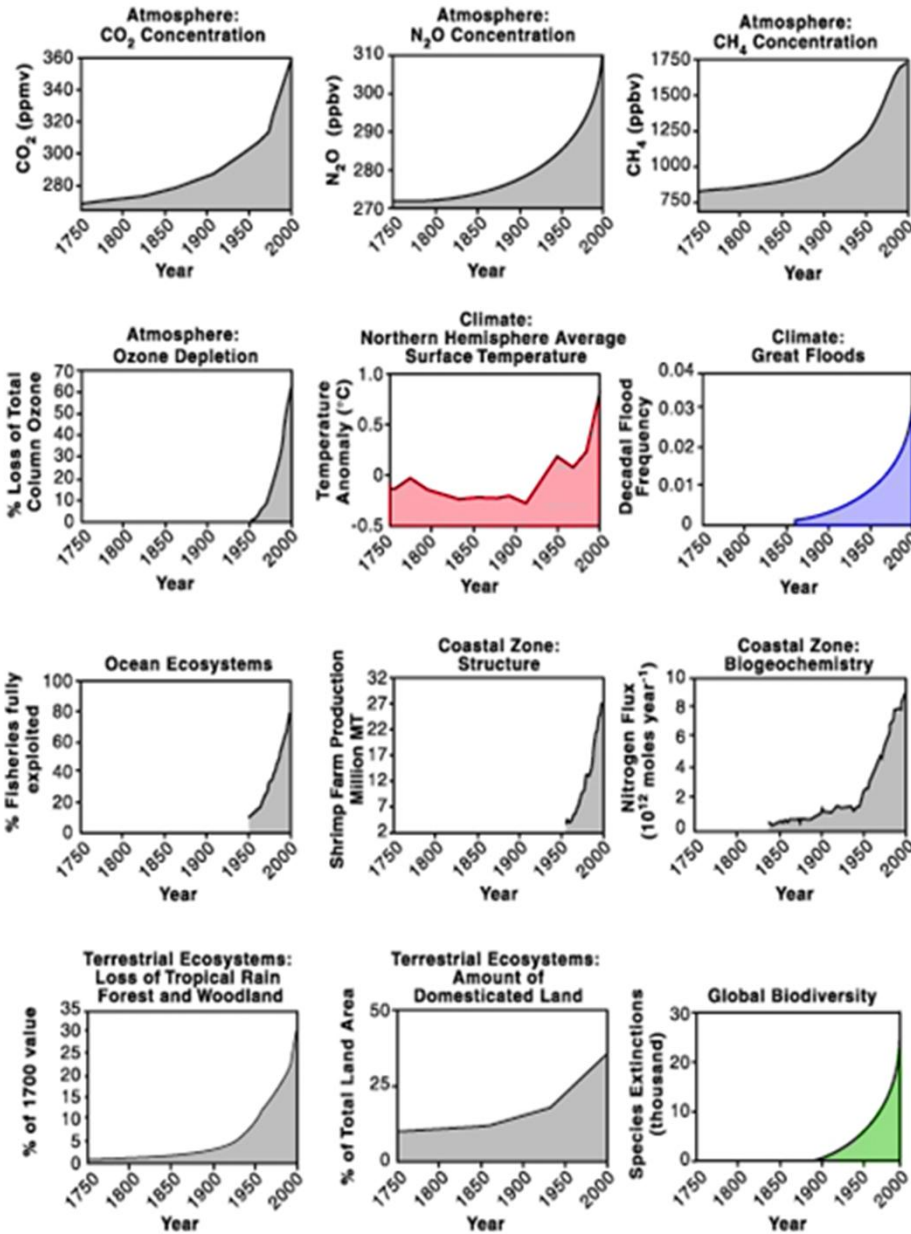 Atmosphere:
CO₂ Concentration
CO₂ (ppmv)
360
340
320
300
280
1750 1800 1850 1900 1950 2000
Year
Atmosphere:
N₂O Concentration
N₂O (ppbv)
310
300
290
280
270
1750 1800 1850 1900 1950 2000
Year
Atmosphere:
CH₄ Concentration
CH₄ (ppbv)
1750
1500
1250
1000
750
1750 1800 1850 1900 1950 2000
Year
Atmosphere:
Ozone Depletion
% Loss of Total
Column Ozone
70
60
50
40
30
20
10
0
1750 1800 1850 1900 1950 2000
Year
Climate:
Northern Hemisphere Average
Surface Temperature
Temperature
Anomaly (°C)
1.0
0.5
0
-0.5
1750 1800 1850 1900 1950 2000
Year
Climate:
Great Floods
Decadal Flood
Frequency
0.04
0.03
0.02
0.01
0
1750 1800 1850 1900 1950 2000
Year
Ocean Ecosystems
% Fisheries fully
exploited
100
80
60
40
20
0
1750 1800 1850 1900 1950 2000
Year
Coastal Zone:
Structure
Shrimp Farm Production
Million MT
32
27
22
17
12
7
2
1750 1800 1850 1900 1950 2000
Year
Coastal Zone:
Biogeochemistry
Nitrogen Flux
(10¹² moles year⁻¹)
10
8
6
4
2
0
1750 1800 1850 1900 1950 2000
Year
Terrestrial Ecosystems:
Loss of Tropical Rain
Forest and Woodland
% of 1700 value
35
30
25
20
15
10
5
0
1750 1800 1850 1900 1950 2000
Year
Terrestrial Ecosystems:
Amount of
Domesticated Land
% of Total Land Area
50
25
0
1750 1800 1850 1900 1950 2000
Year
Global Biodiversity
Species Extinctions
(thousand)
30
20
10
0
1750 1800 1850 1900 1950 2000
Year